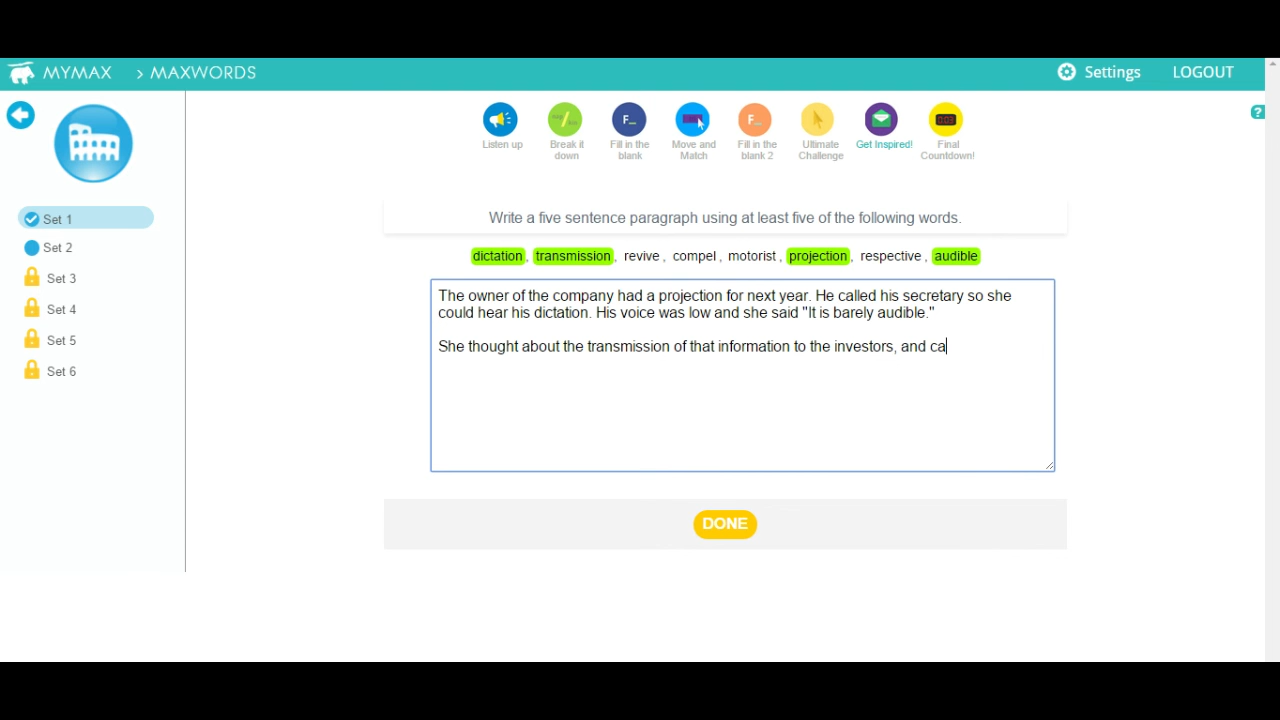 MYMAX > MAXWORDS
Settings LOGOUT
?
Listen up
Break it
down
F_
Fill in the
blank
Move and
Match
F_
Fill in the
blank 2
Ultimate
Challenge
Get Inspired!
Final
Countdown!
Set 1
Set 2
Set 3
Set 4
Set 5
Set 6
Write a five sentence paragraph using at least five of the following words.
dictation , transmission , revive , compel , motorist , projection , respective , audible
The owner of the company had a projection for next year. He called his secretary so she
could hear his dictation. His voice was low and she said "It is barely audible."
She thought about the transmission of that information to the investors, and ca
DONE